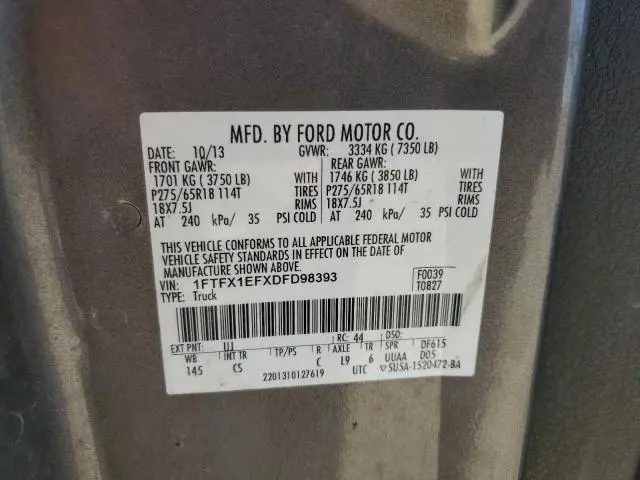 MFD. BY FORD MOTOR CO.
DATE: 10/13 GVWR: 3334 KG ( 7350 LB)
FRONT GAWR: REAR GAWR:
1701 KG ( 3750 LB) WITH 1746 KG ( 3850 LB) WITH
P275/65R18 114T TIRES P275/65R18 114T TIRES
18X7.5J RIMS 18X7.5J RIMS
AT 240 kPa/ 35 PSI COLD AT 240 kPa/ 35 PSI COLD
THIS VEHICLE CONFORMS TO ALL APPLICABLE FEDERAL MOTOR
VEHICLE SAFETY STANDARDS IN EFFECT ON THE DATE OF
MANUFACTURE SHOWN ABOVE.
VIN: 1FTFX1EFXDFD98393 F0039
TYPE: Truck T0827
EXT PNT: UJ RC: 44 DSO:
WB INT TR TP/PS R AXLE TR SPR DF615
145 CS C L9 6 UUAA D05
2201310127619 UTC SU5A-1520472-BA